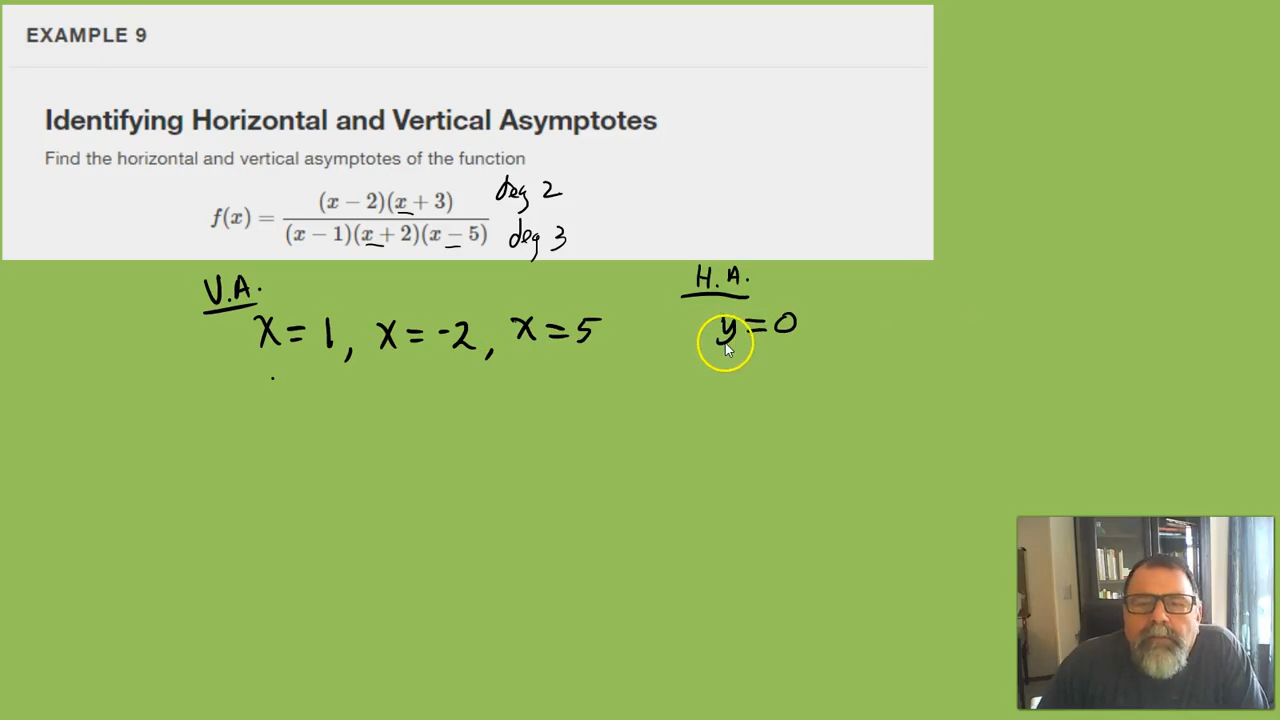 EXAMPLE 9
Identifying Horizontal and Vertical Asymptotes
Find the horizontal and vertical asymptotes of the function
f(x) = (x − 2)(x + 3) / (x − 1)(x + 2)(x − 5)
deg 2
deg 3
V.A.
x = 1, x = -2, x = 5
H.A.
y = 0